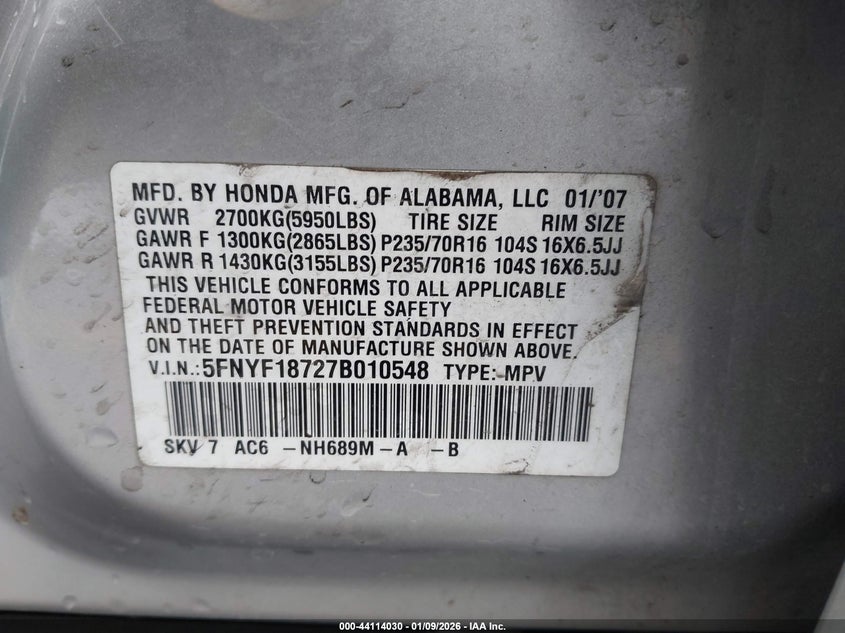 MFD. BY HONDA MFG. OF ALABAMA, LLC 01/'07
GVWR 2700KG(5950LBS) TIRE SIZE RIM SIZE
GAWR F 1300KG(2865LBS) P235/70R16 104S 16X6.5JJ
GAWR R 1430KG(3155LBS) P235/70R16 104S 16X6.5JJ
THIS VEHICLE CONFORMS TO ALL APPLICABLE
FEDERAL MOTOR VEHICLE SAFETY
AND THEFT PREVENTION STANDARDS IN EFFECT
ON THE DATE OF MANUFACTURE SHOWN ABOVE.
V.I.N.: 5FNYF18727B010548 TYPE: MPV
SKV 7 AC6 -NH689M-A -B
000-44114030 - 01/09/2026 - IAA Inc.